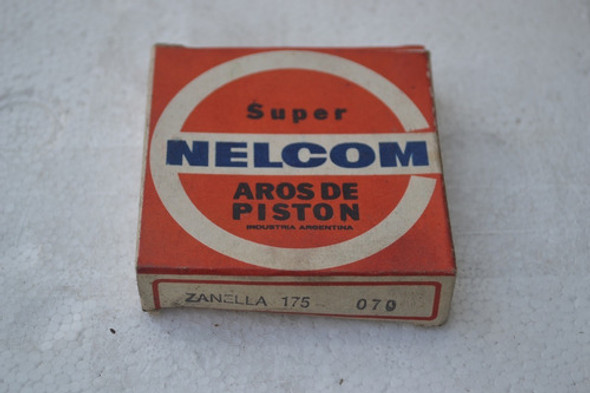 Super
NELCOM
AROS DE
PISTON
INDUSTRIA ARGENTINA
ZANELLA 175 070